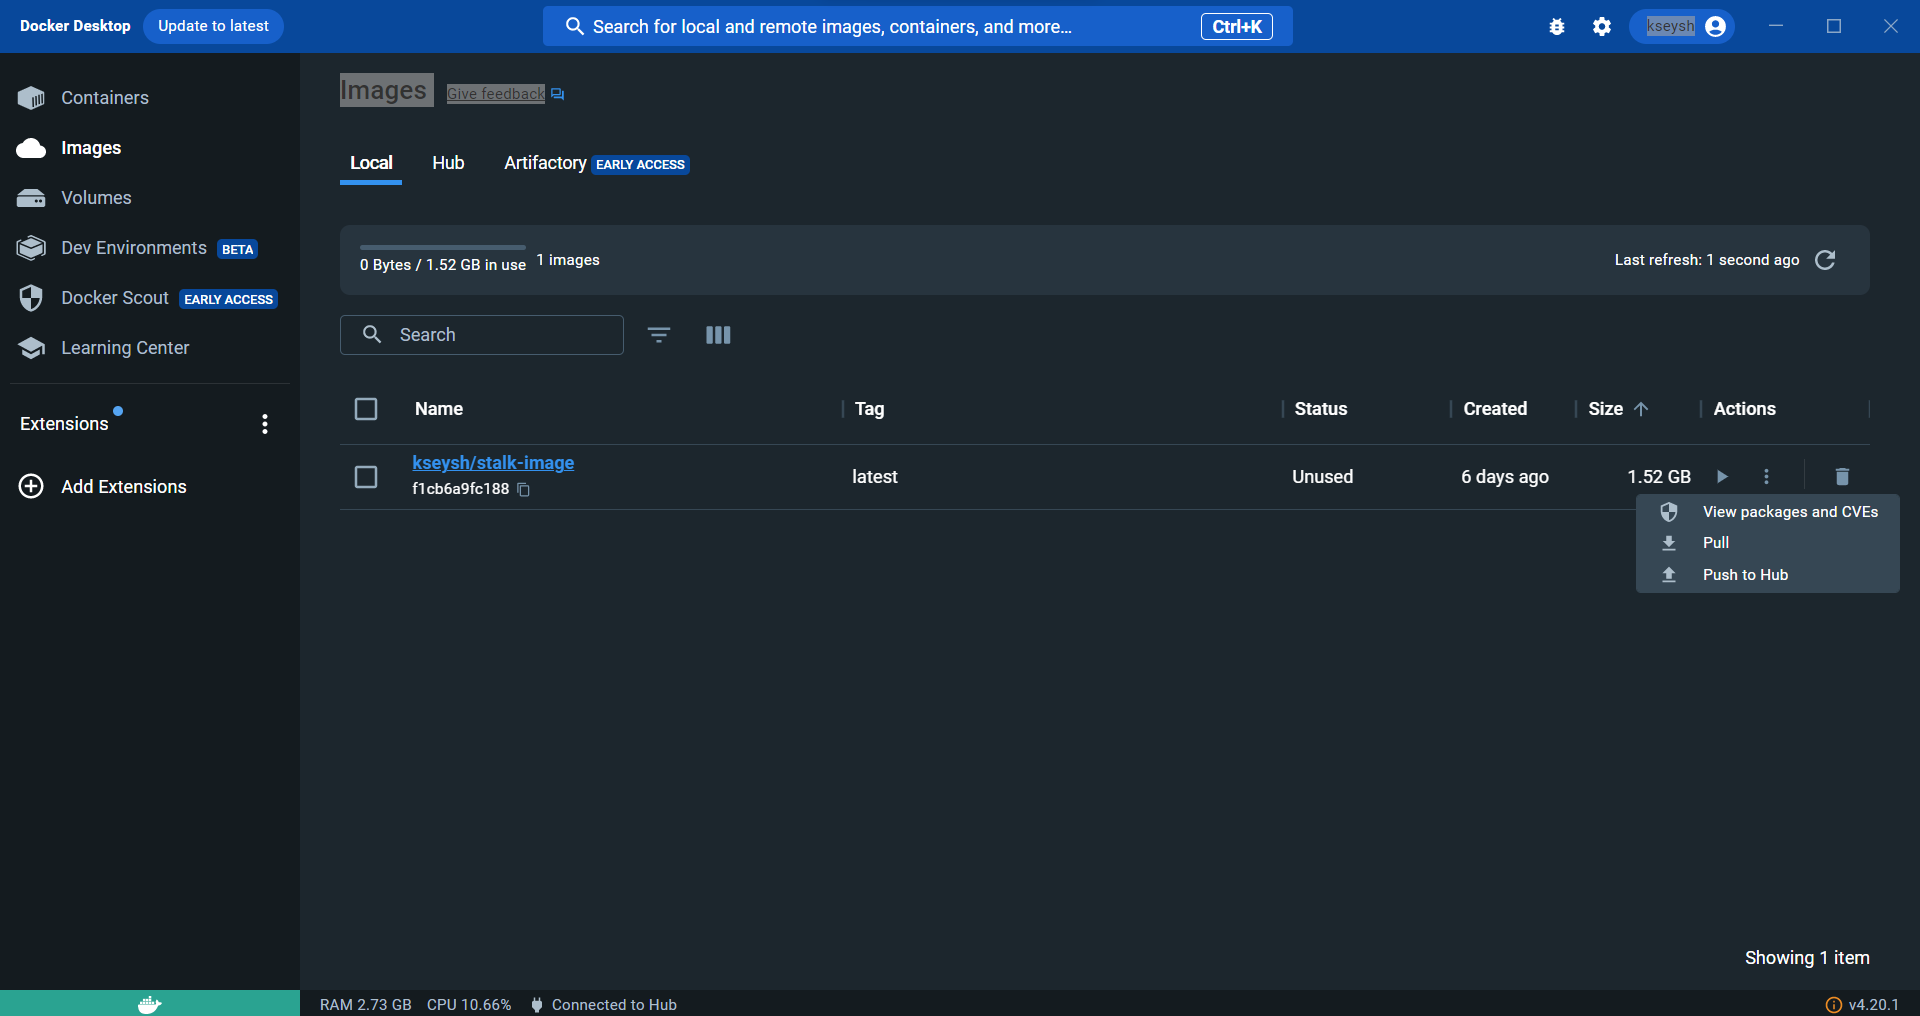 Docker Desktop Update to latest Search for local and remote images, containers, and more... Ctrl+K kseysh
Containers
Images
Volumes
Dev Environments BETA
Docker Scout EARLY ACCESS
Learning Center
Extensions
Add Extensions
Images Give feedback
Local Hub Artifactory EARLY ACCESS
0 Bytes / 1.52 GB in use 1 images Last refresh: 1 second ago
Search
Name Tag Status Created Size Actions
kseysh/stalk-image
f1cb6a9fc188
latest Unused 6 days ago 1.52 GB
View packages and CVEs
Pull
Push to Hub
Showing 1 item
RAM 2.73 GB CPU 10.66% Connected to Hub v4.20.1